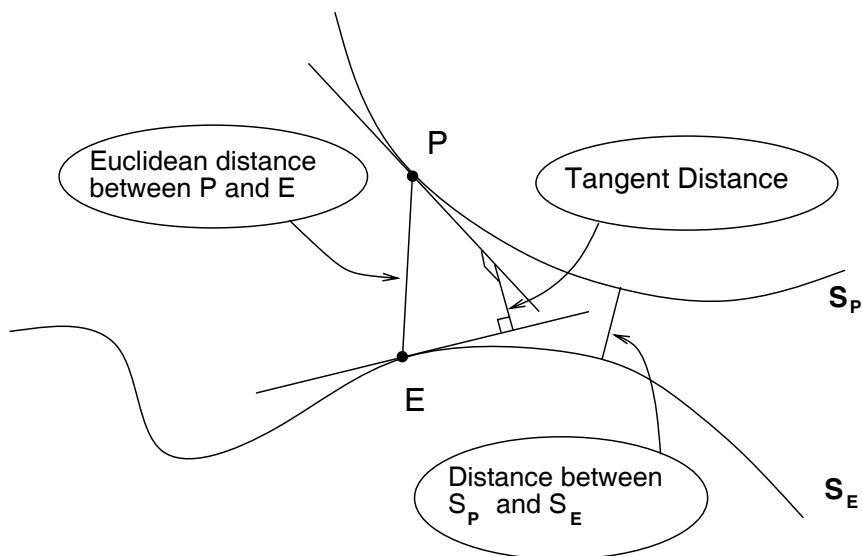 P
Euclidean distance
between P and E
Tangent Distance
S_P
E
Distance between
S_P and S_E
S_E